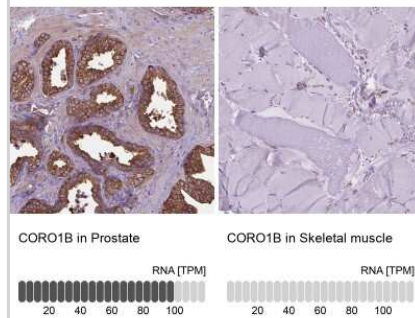 CORO1B in Prostate
RNA [TPM]
20 40 60 80 100
CORO1B in Skeletal muscle
RNA [TPM]
20 40 60 80 100